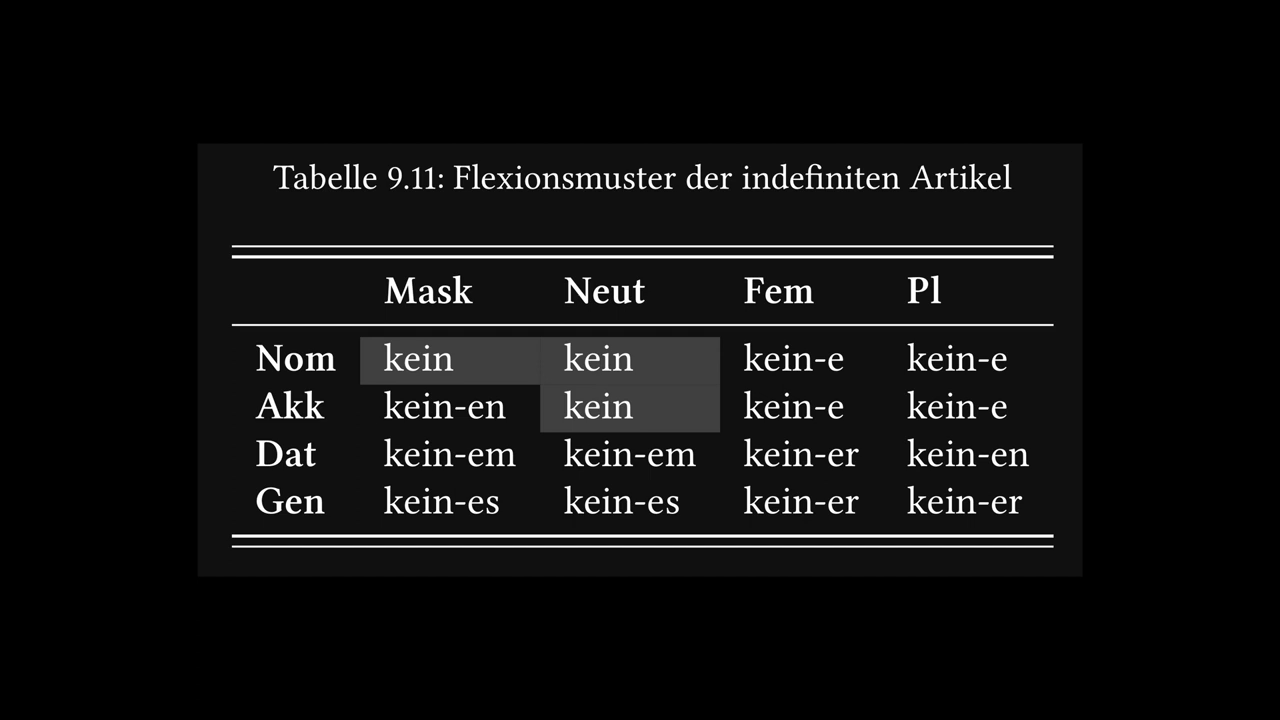 Tabelle 9.11: Flexionsmuster der indefiniten Artikel
Mask Neut Fem Pl
Nom kein kein kein-e kein-e
Akk kein-en kein kein-e kein-e
Dat kein-em kein-em kein-er kein-en
Gen kein-es kein-es kein-er kein-er